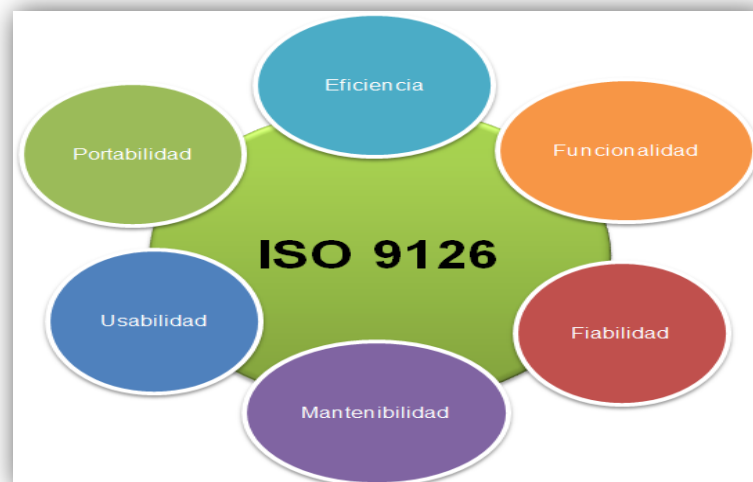 Eficiencia
Portabilidad
Funcionalidad
ISO 9126
Usabilidad
Fiabilidad
Mantenibilidad